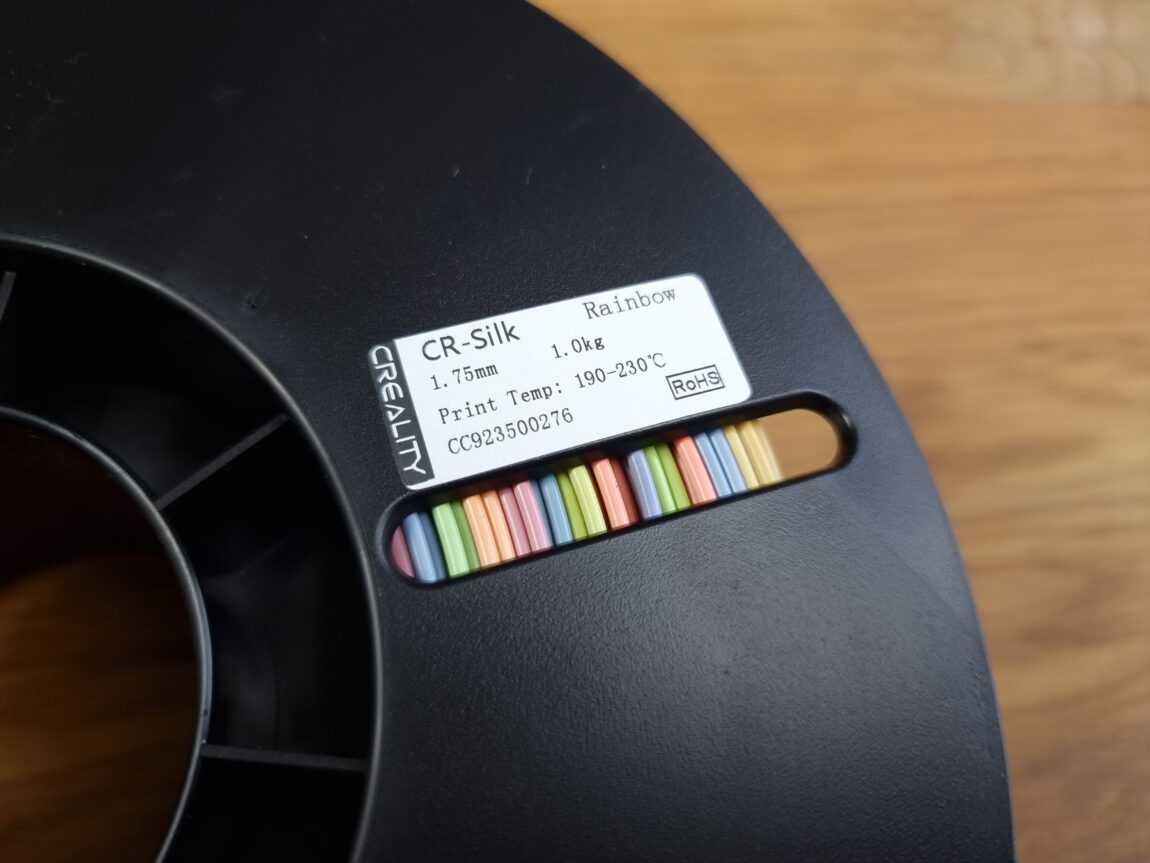 CREALITY
CR-Silk Rainbow
1.75mm 1.0kg
Print Temp: 190-230℃
CC923500276 RoHS